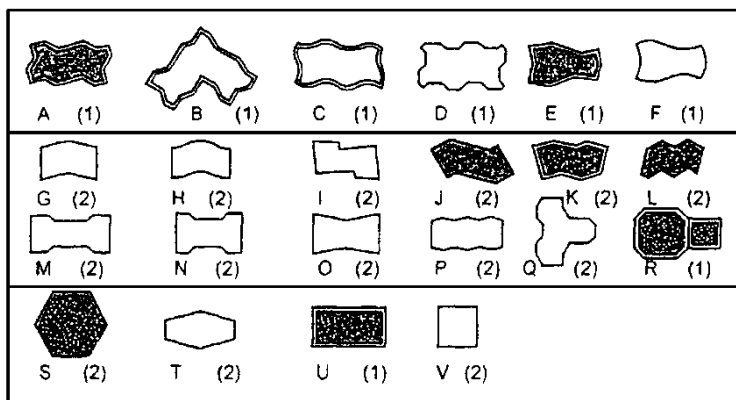 A (1) B (1) C (1) D (1) E (1) F (1)
G (2) H (2) I (2) J (2) K (2) L (2)
M (2) N (2) O (2) P (2) Q (2) R (1)
S (2) T (2) U (1) V (2)